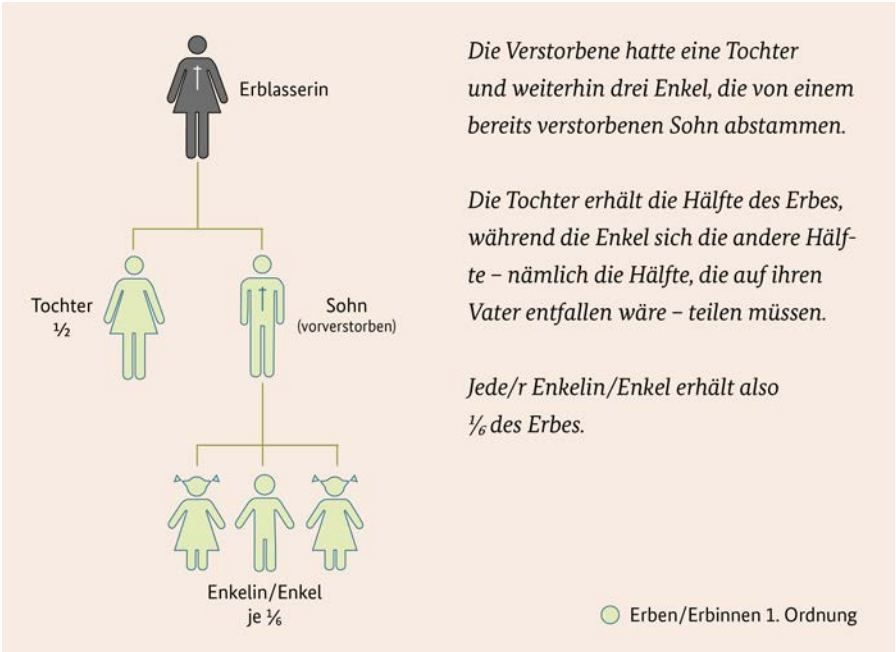 Erblasserin
Tochter
½
Sohn
(vorverstorben)
Enkelin/Enkel
je ⅙
Die Verstorbene hatte eine Tochter
und weiterhin drei Enkel, die von einem
bereits verstorbenen Sohn abstammen.
Die Tochter erhält die Hälfte des Erbes,
während die Enkel sich die andere Hälf-
te – nämlich die Hälfte, die auf ihren
Vater entfallen wäre – teilen müssen.
Jede/r Enkelin/Enkel erhält also
⅙ des Erbes.
Erben/Erbinnen 1. Ordnung